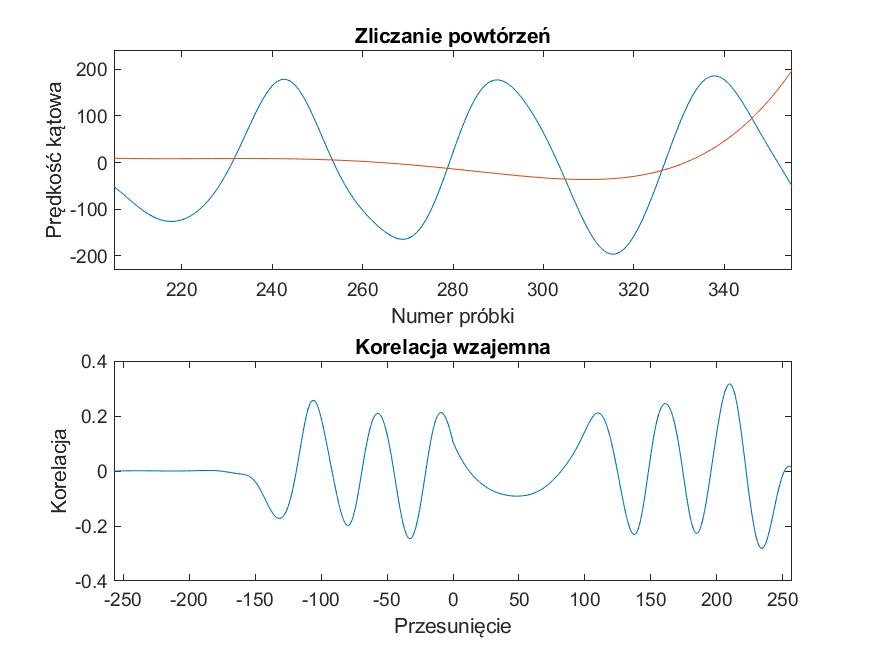 Zliczanie powtórzeń
Prędkość kątowa
200
100
0
-100
-200
220 240 260 280 300 320 340
Numer próbki
Korelacja wzajemna
Korelacja
0.4
0.2
0
-0.2
-0.4
-250 -200 -150 -100 -50 0 50 100 150 200 250
Przesunięcie